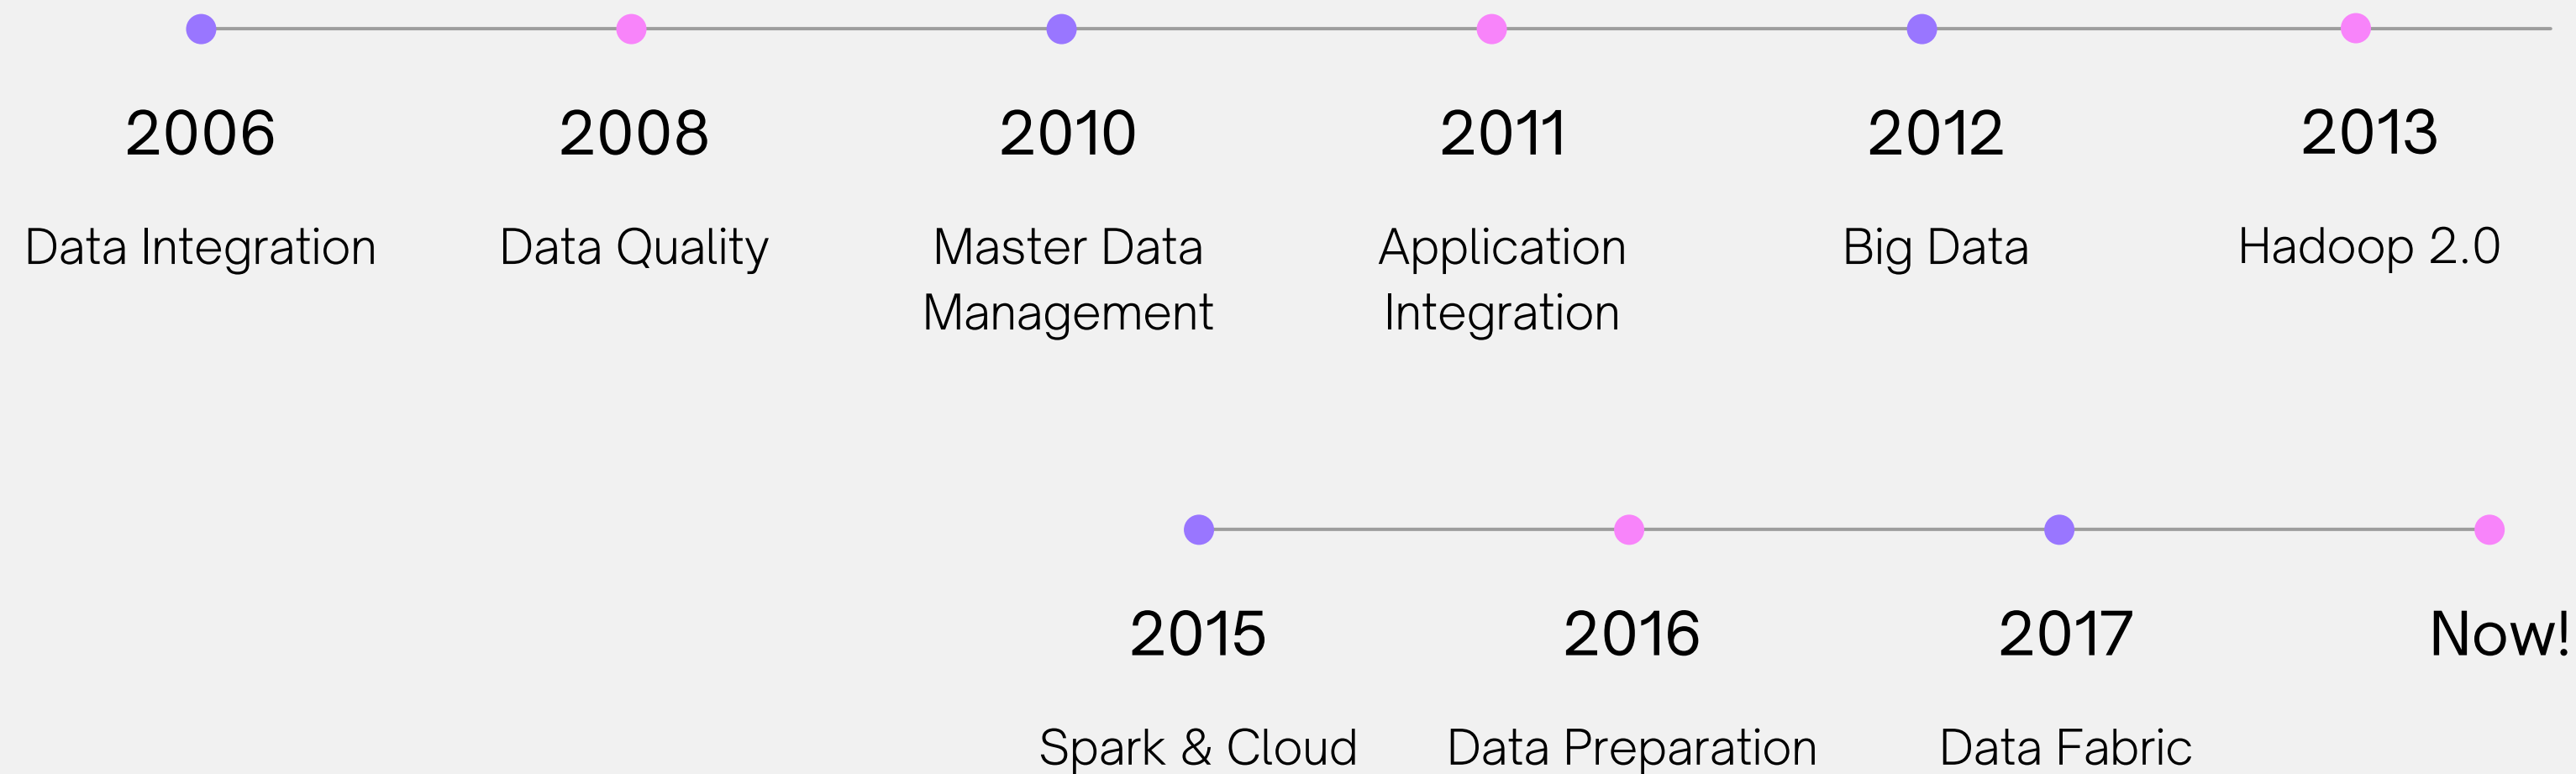 2006
2008
2010
2011
2012
2013
Data Integration
Data Quality
Master Data
Management
Application
Integration
Big Data
Hadoop 2.0
2015
2016
2017
Now!
Spark & Cloud
Data Preparation
Data Fabric